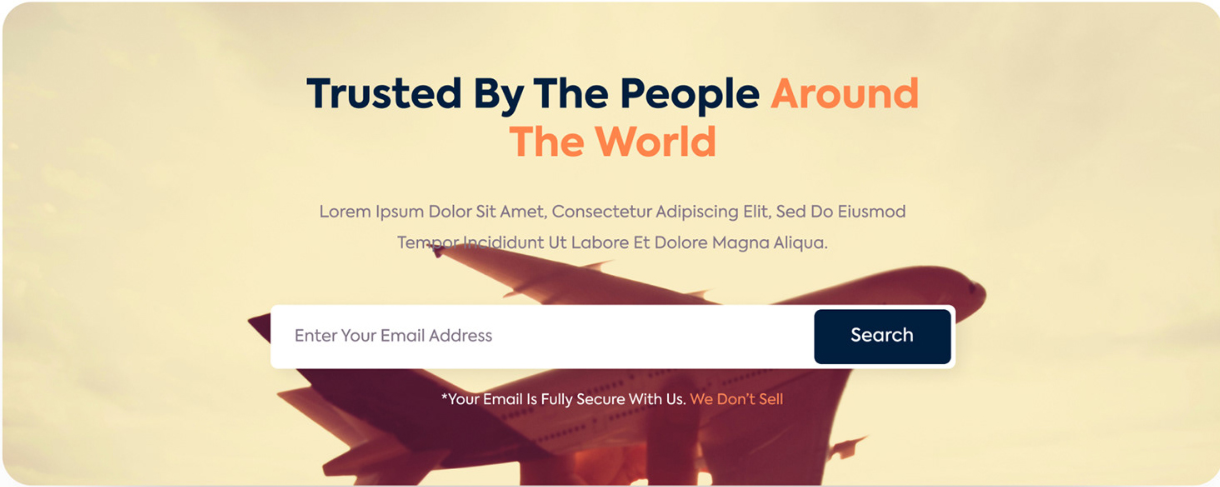 Trusted By The People Around
The World
Lorem Ipsum Dolor Sit Amet, Consectetur Adipiscing Elit, Sed Do Eiusmod
Tempor Incididunt Ut Labore Et Dolore Magna Aliqua.
Enter Your Email Address
Search
*Your Email Is Fully Secure With Us. We Don't Sell